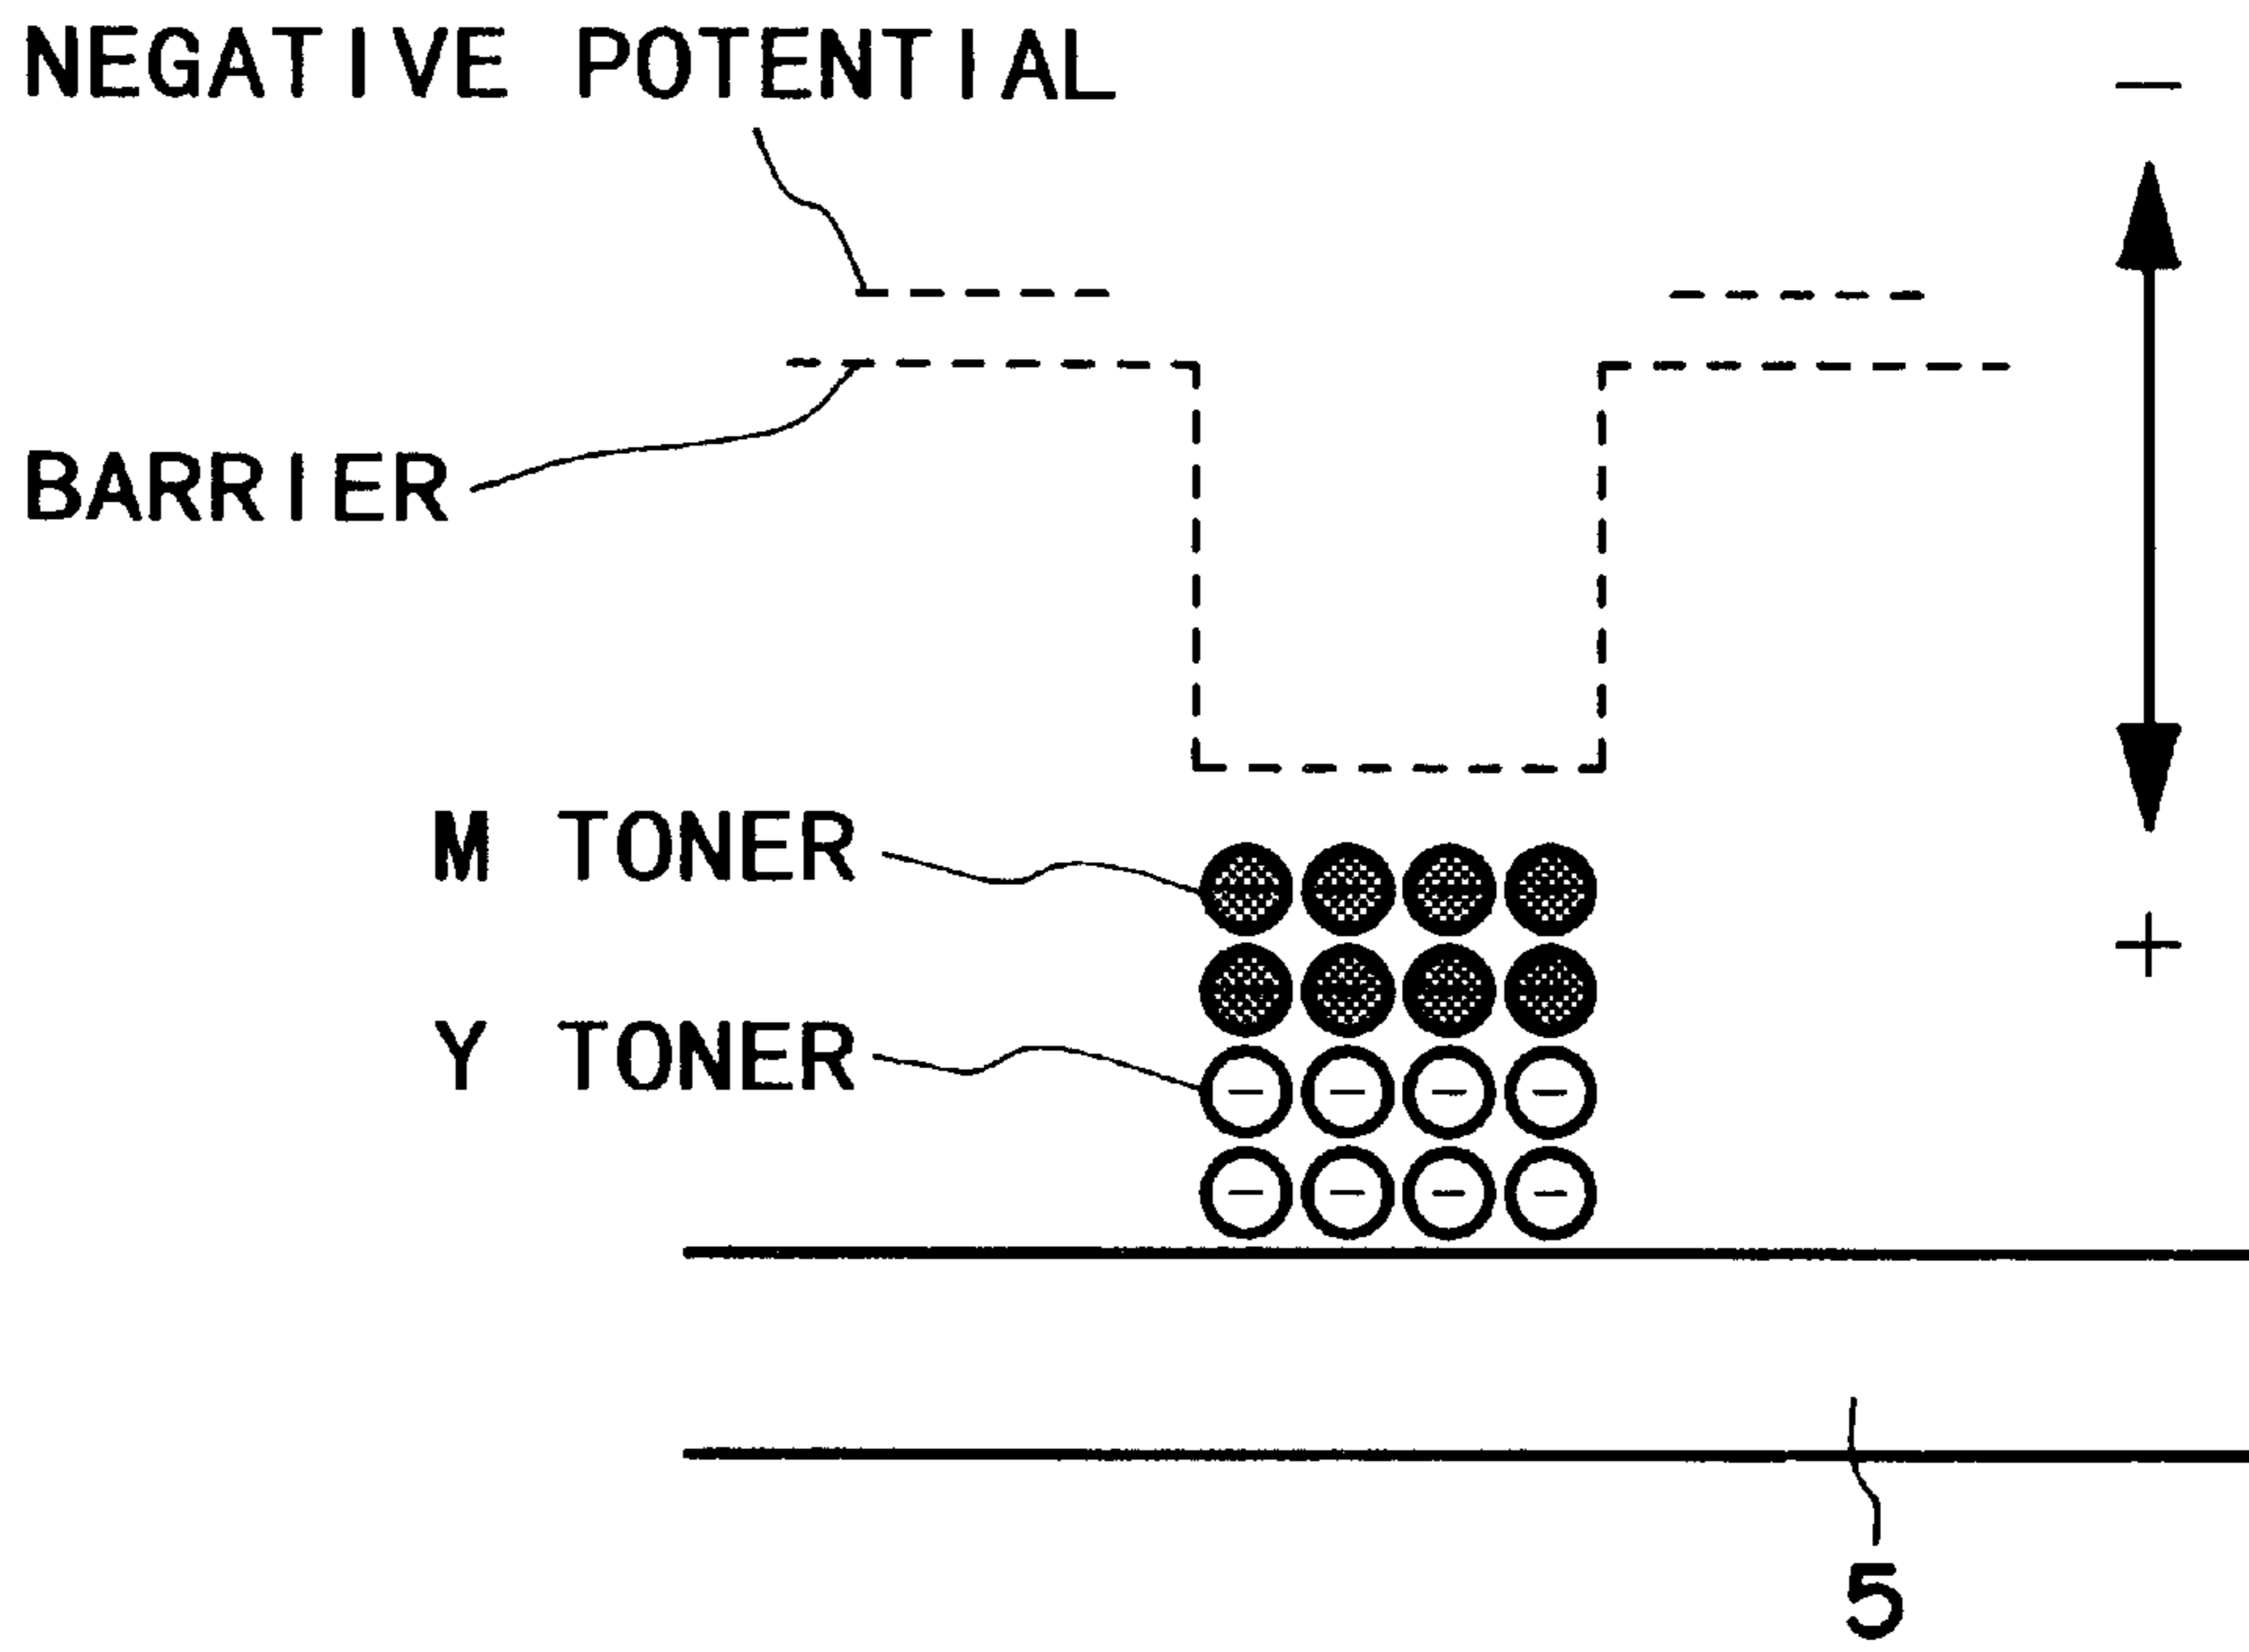 NEGATIVE POTENTIAL
−
BARRIER
M TONER
+
Y TONER
5